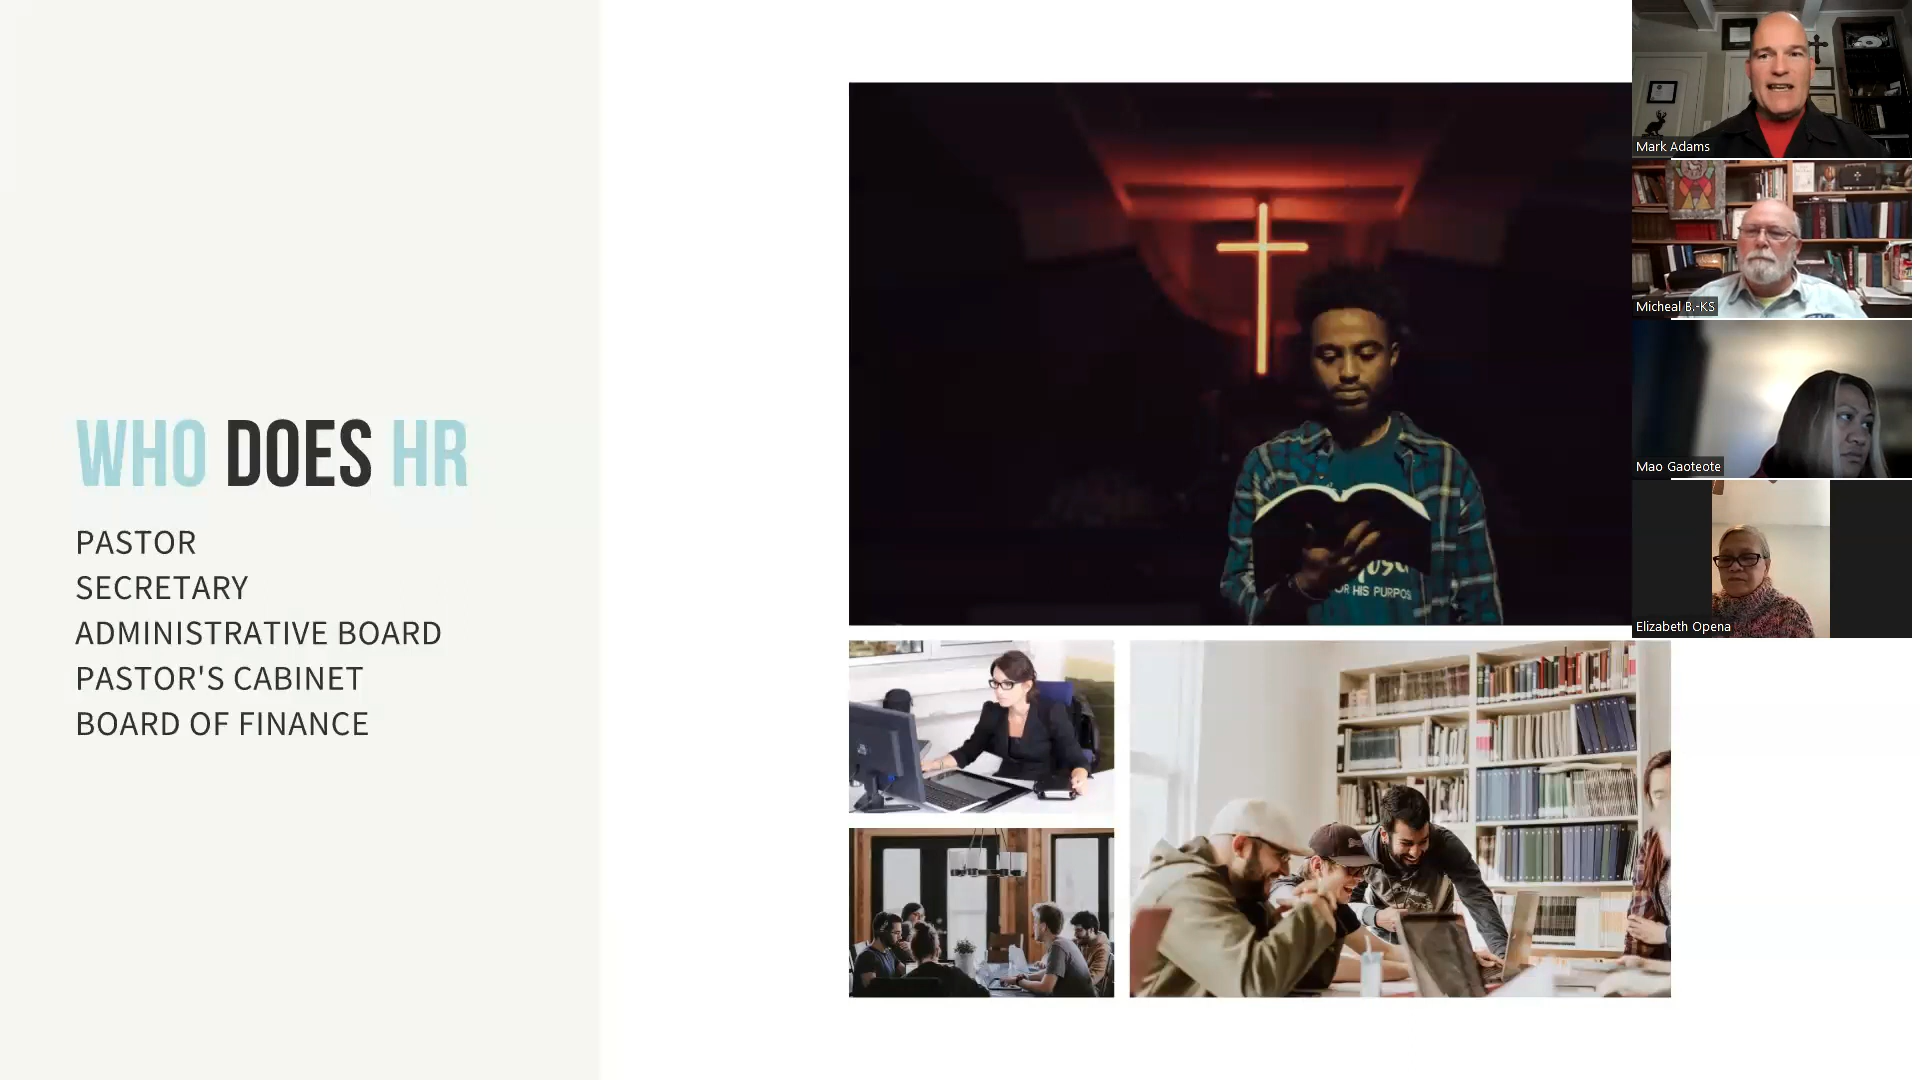 WHO DOES HR
PASTOR
SECRETARY
ADMINISTRATIVE BOARD
PASTOR'S CABINET
BOARD OF FINANCE
OR HIS PURPOS
Mark Adams
Micheal B.-KS
Mao Gaoteote
Elizabeth Opena